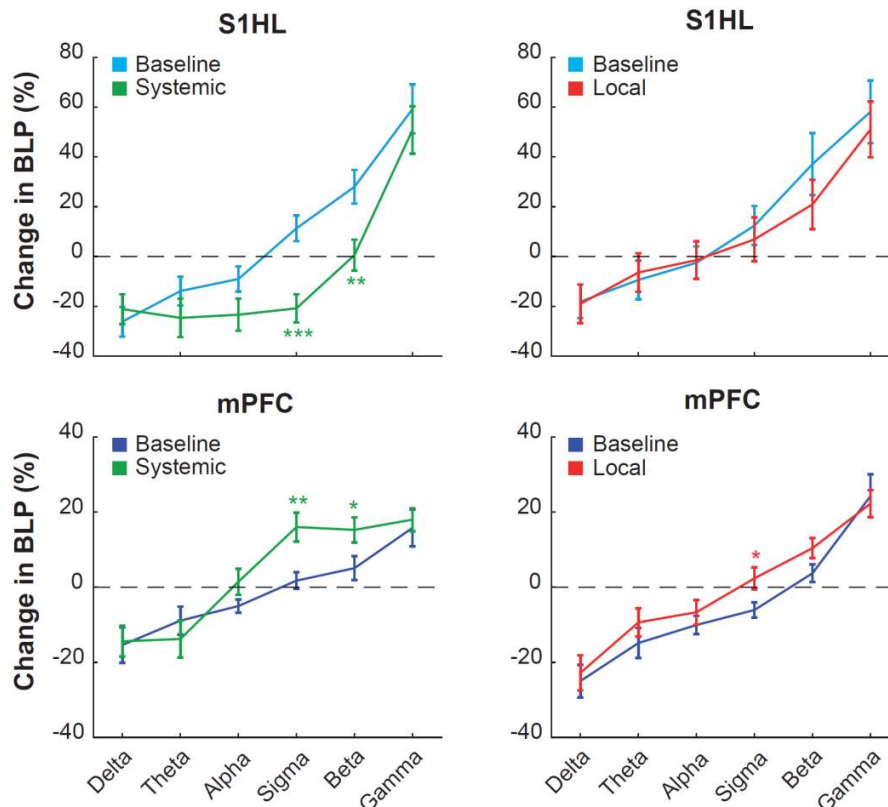 S1HL
S1HL
Change in BLP (%)
80
60
40
20
0
-20
-40
Baseline
Systemic
**
***
80
60
40
20
0
-20
-40
Baseline
Local
mPFC
mPFC
Change in BLP (%)
40
20
0
-20
-40
Baseline
Systemic
**
*
40
20
0
-20
-40
Baseline
Local
*
Delta
Theta
Alpha
Sigma
Beta
Gamma
Delta
Theta
Alpha
Sigma
Beta
Gamma